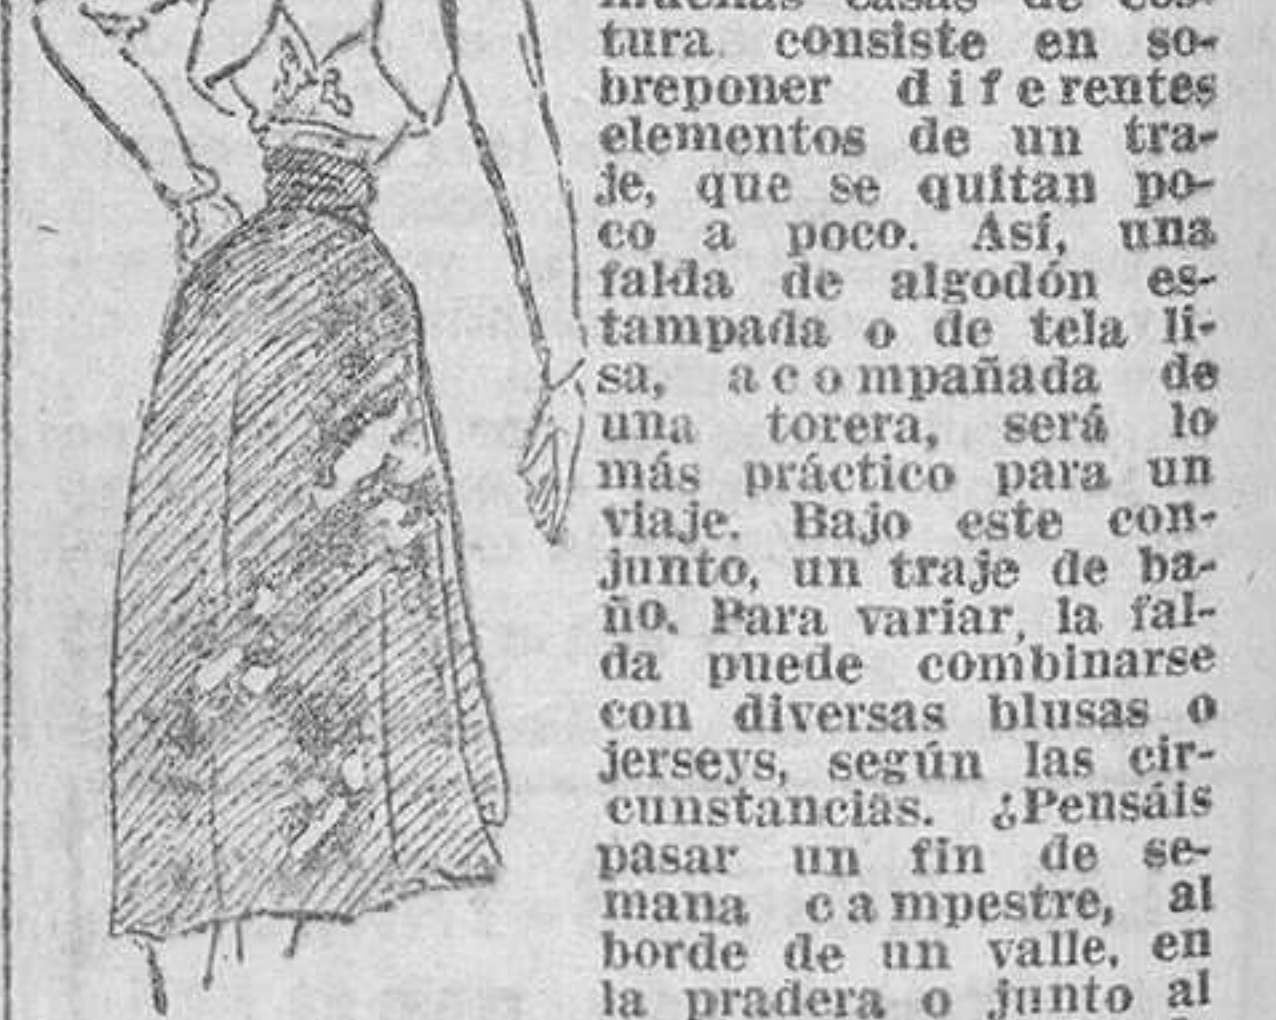 muchas casas de cos-
tura consiste en so-
breponer diferentes
elementos de un tra-
je, que se quitan po-
co a poco. Así, una
falda de algodón es-
tampada o de tela li-
sa, acompañada de
una torera, será lo
más práctico para un
viaje. Bajo este con-
junto, un traje de ba-
ño. Para variar, la fal-
da puede combinarse
con diversas blusas o
jerseys, según las cir-
cunstancias. ¿Pensáis
pasar un fin de se-
mana campestre, al
borde de un valle, en
la pradera o junto al